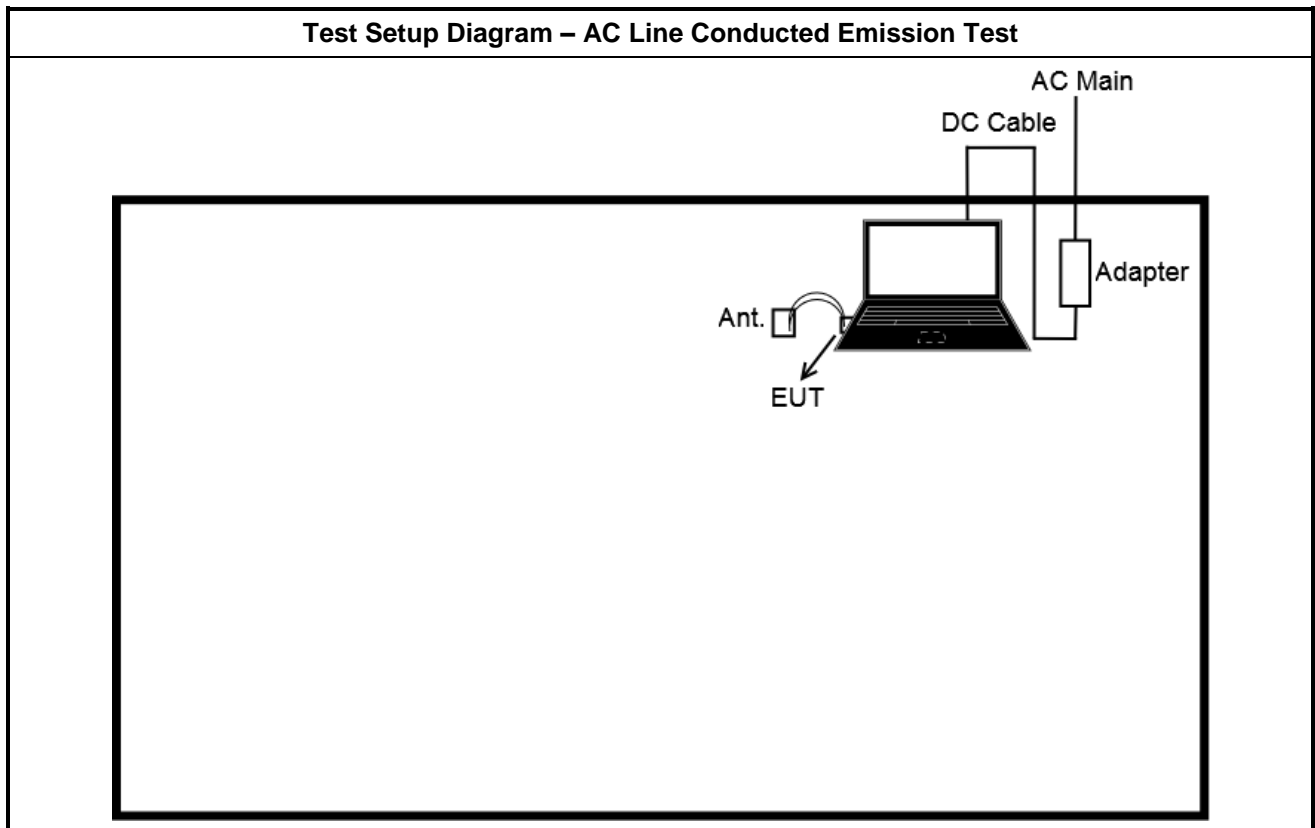 Test Setup Diagram – AC Line Conducted Emission Test
AC Main
DC Cable
Adapter
Ant.
EUT